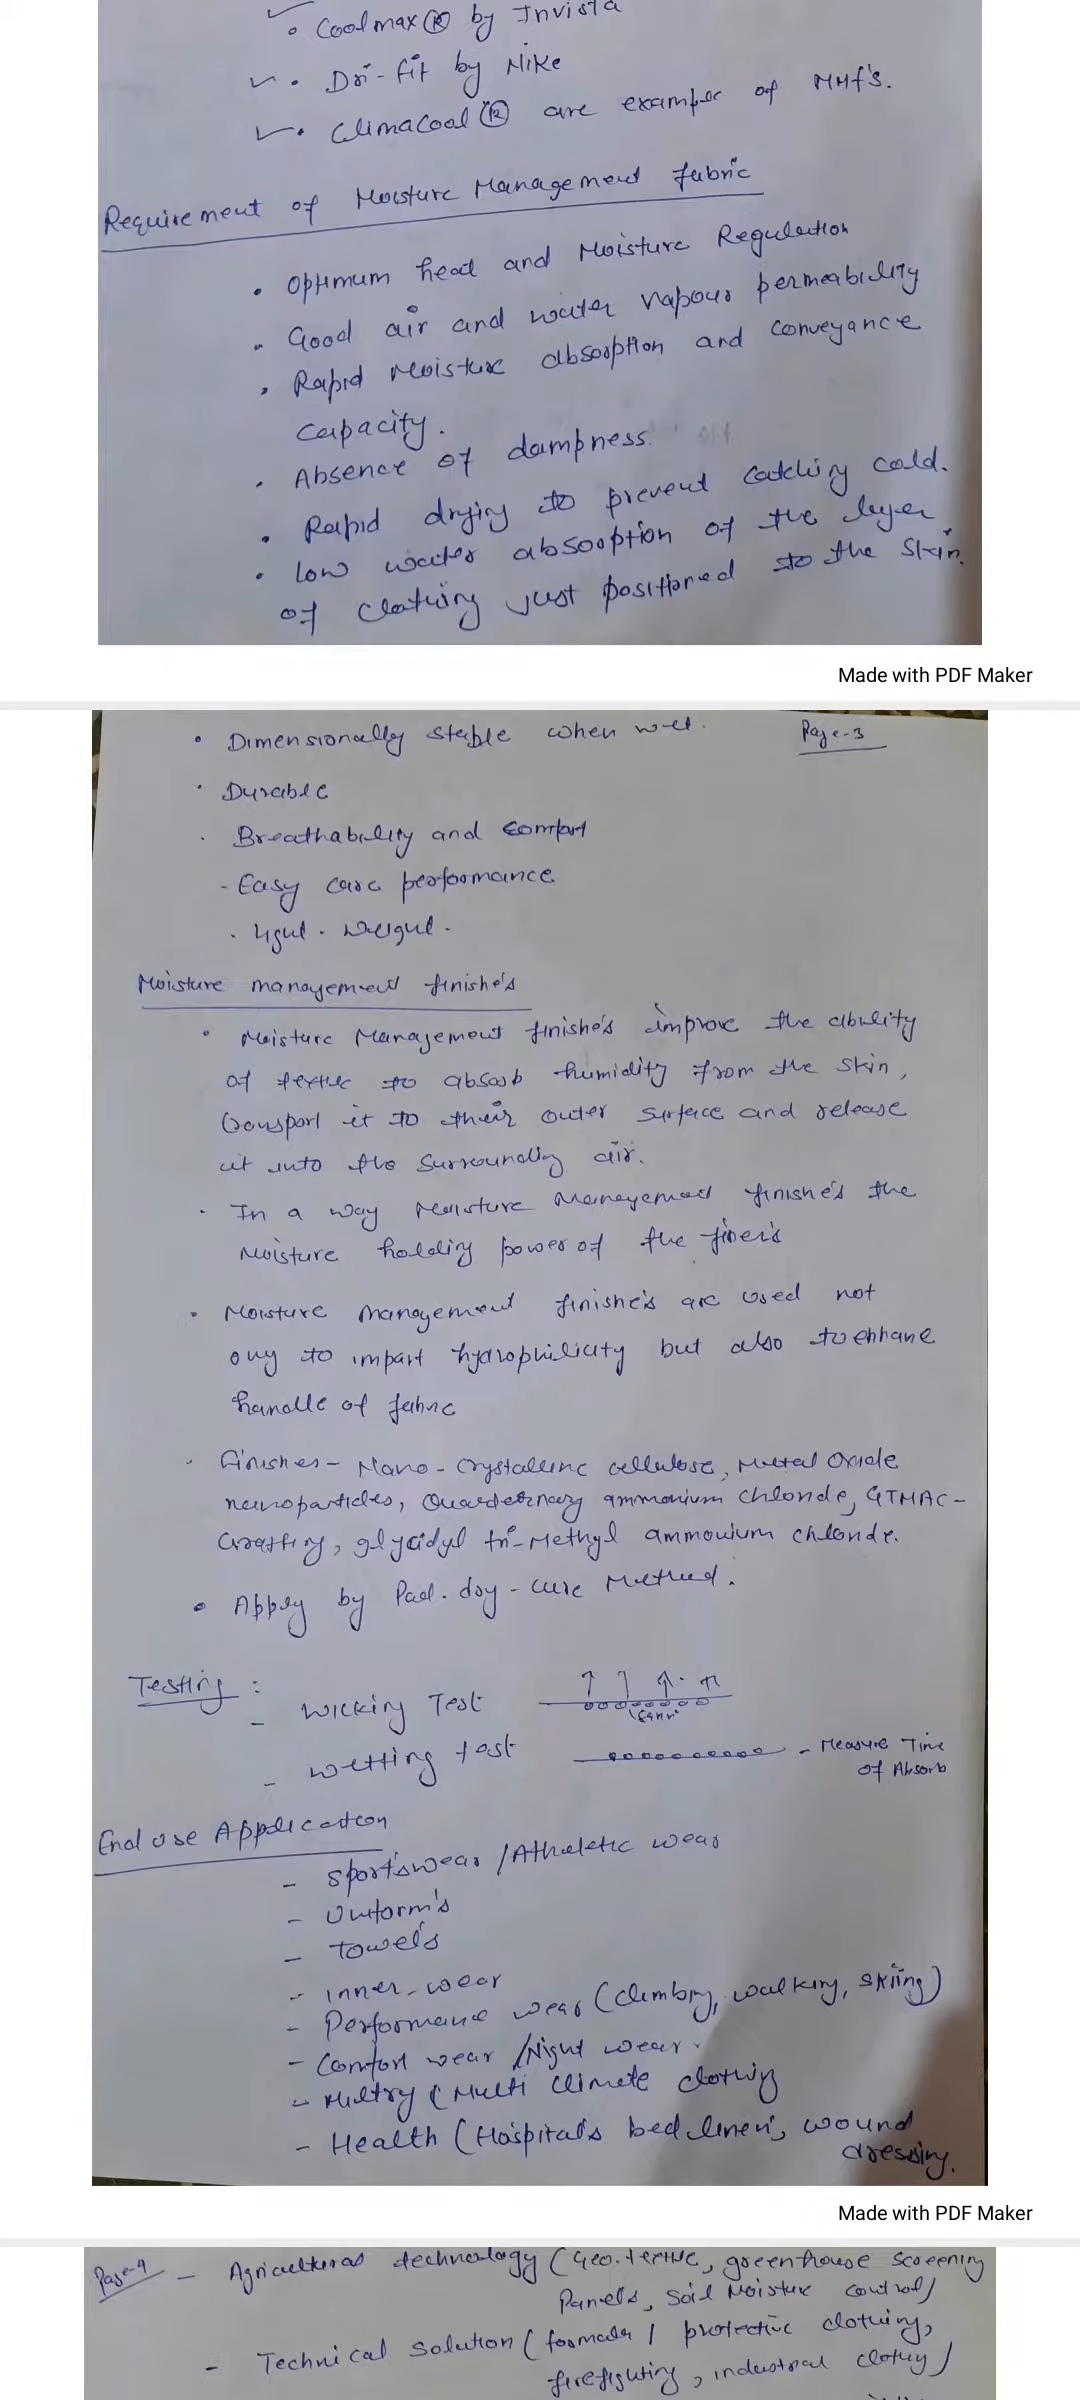 • Coolmax® by Invista
• Dri-fit by Nike
• Climacool® are example of MMf's.
Requirement of Moisture Management fabric
• Optimum heat and Moisture Regulation
• Good air and water Vapour permeability
• Rapid Moisture absorption and conveyance
capacity.
• Absence of dampness.
• Rapid drying to prevent catching cold.
• Low water absorption of the layer
of clothing just positioned to the skin.
Made with PDF Maker
Page-3
• Dimensionally stable when wet.
• Durable
• Breathability and comfort
- Easy care performance
• Light. Weight.
Moisture management finishe's
• Moisture Management finishe's improve the ability
of textile to absorb humidity from the skin,
transport it to their outer surface and release
it into the surrounding air.
• In a way Moisture Management finishe's the
Moisture holding power of the fiber's
• Moisture management finishe's are used not
ony to impart hydrophilicity but also to enhane
handle of fabric
• Finishes - Nano-crystalline cellulose, Metal Oxide
nanoparticles, Quarternary ammonium chloride, GTMAC-
Grafting, glycidyl tri-Methyl ammonium chloride.
• Apply by Pad-dry-cure Method.
Testing :
- Wicking Test
- Wetting test
- Measure Time
of Absorb
End use Application
- Sport'swear / Athaletic wear
- Uniform's
- Towel's
- inner-wear
- Performane wear (climbing, walking, skiing)
- Comfort wear /Night wear.
- Miltry ( Multi climate clothing
- Health (Hospital's bed linen's, wound
dressing.
Made with PDF Maker
Page-4
- Agricultural technology (Geo.textile, greenhouse screening
Panel's, Soil Moisture control)
- Technical Solution ( / protective clothing,
firefighting, industral clothing)